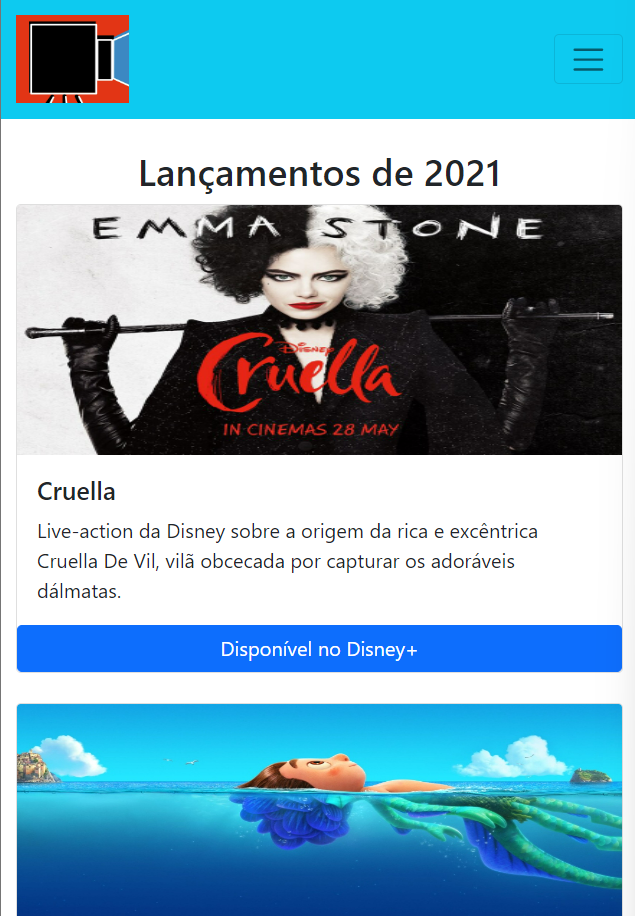 Lançamentos de 2021
EMMA STONE
Disney
Cruella
IN CINEMAS 28 MAY
Cruella
Live-action da Disney sobre a origem da rica e excêntrica
Cruella De Vil, vilã obcecada por capturar os adoráveis
dálmatas.
Disponível no Disney+